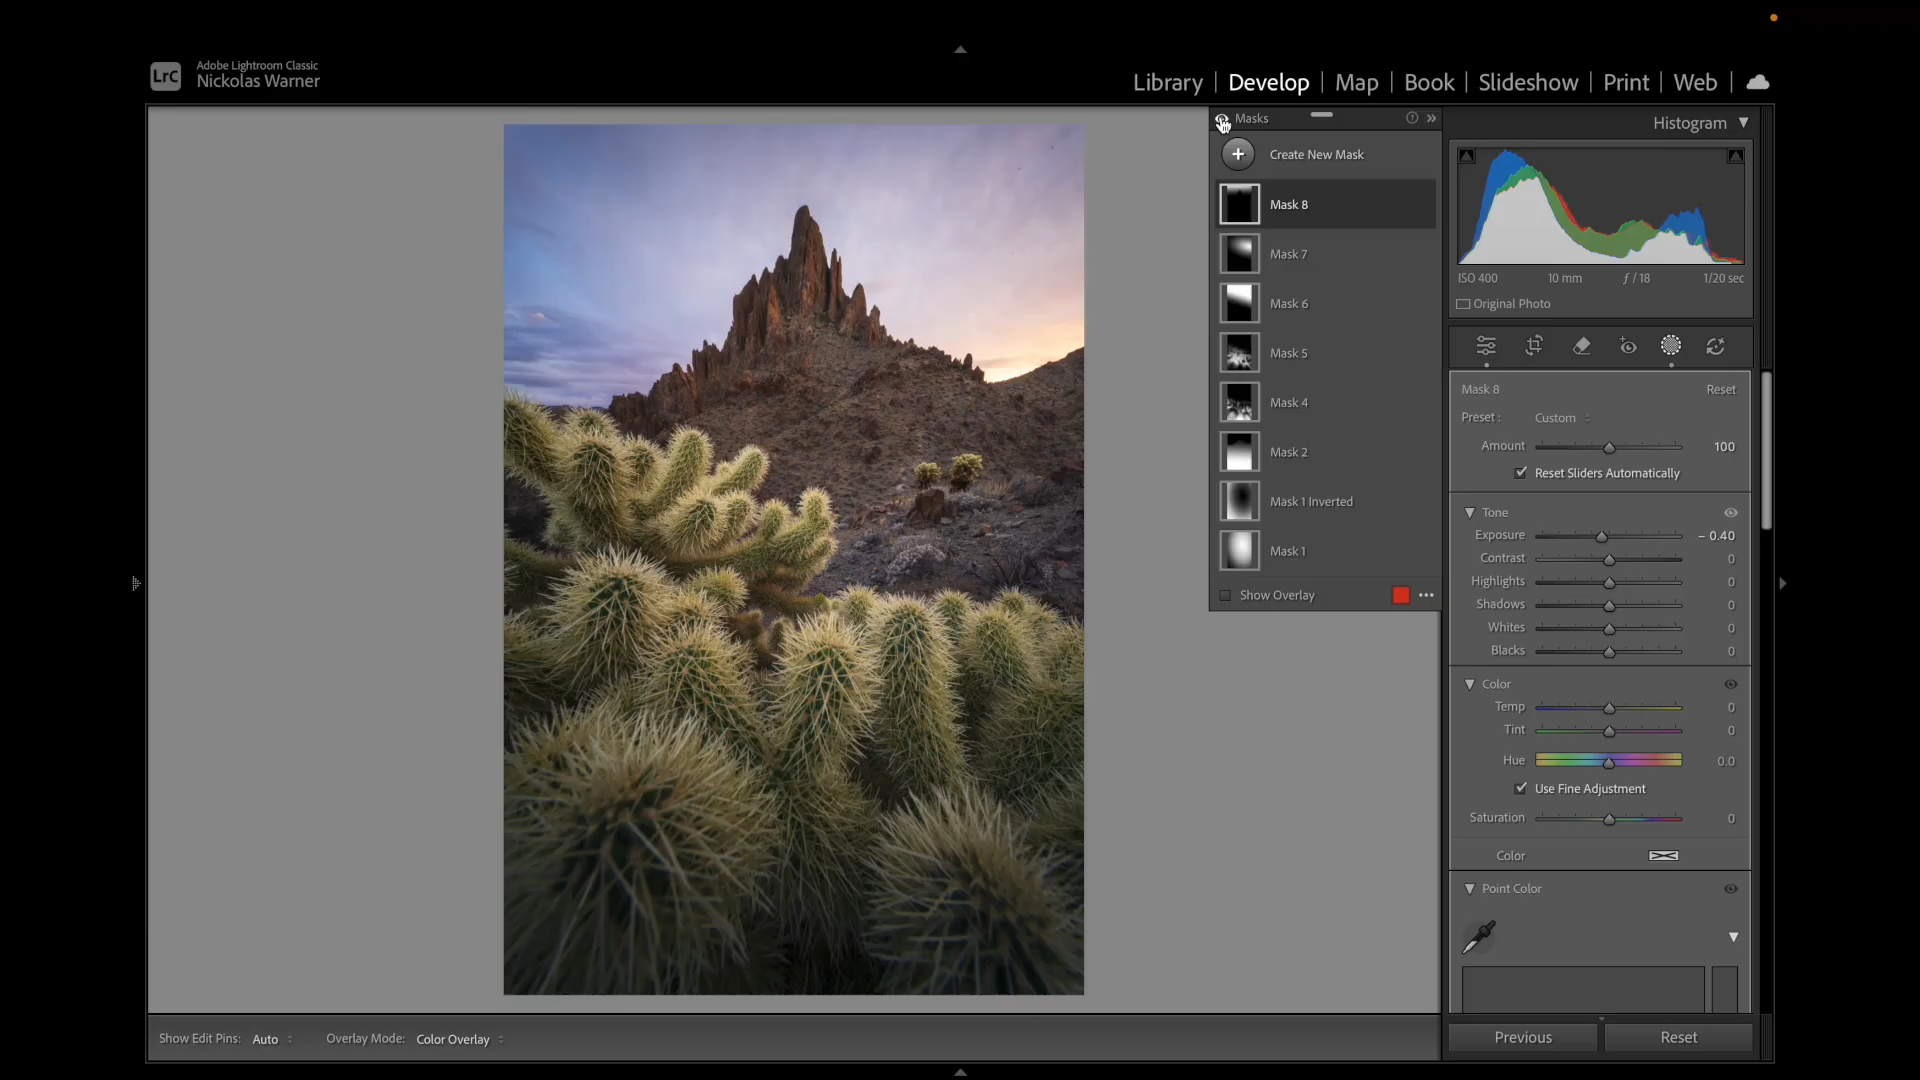 LrC
Adobe Lightroom Classic
Nickolas Warner
Library | Develop | Map | Book | Slideshow | Print | Web |
Masks
Create New Mask
Mask 8
Mask 7
Mask 6
Mask 5
Mask 4
Mask 2
Mask 1 Inverted
Mask 1
Show Overlay
Histogram
ISO 400 10 mm ƒ / 18 1/20 sec
Original Photo
Mask 8 Reset
Preset : Custom
Amount 100
Reset Sliders Automatically
Tone
Exposure – 0.40
Contrast 0
Highlights 0
Shadows 0
Whites 0
Blacks 0
Color
Temp 0
Tint 0
Hue 0.0
Use Fine Adjustment
Saturation 0
Color
Point Color
Previous Reset
Show Edit Pins: Auto Overlay Mode: Color Overlay